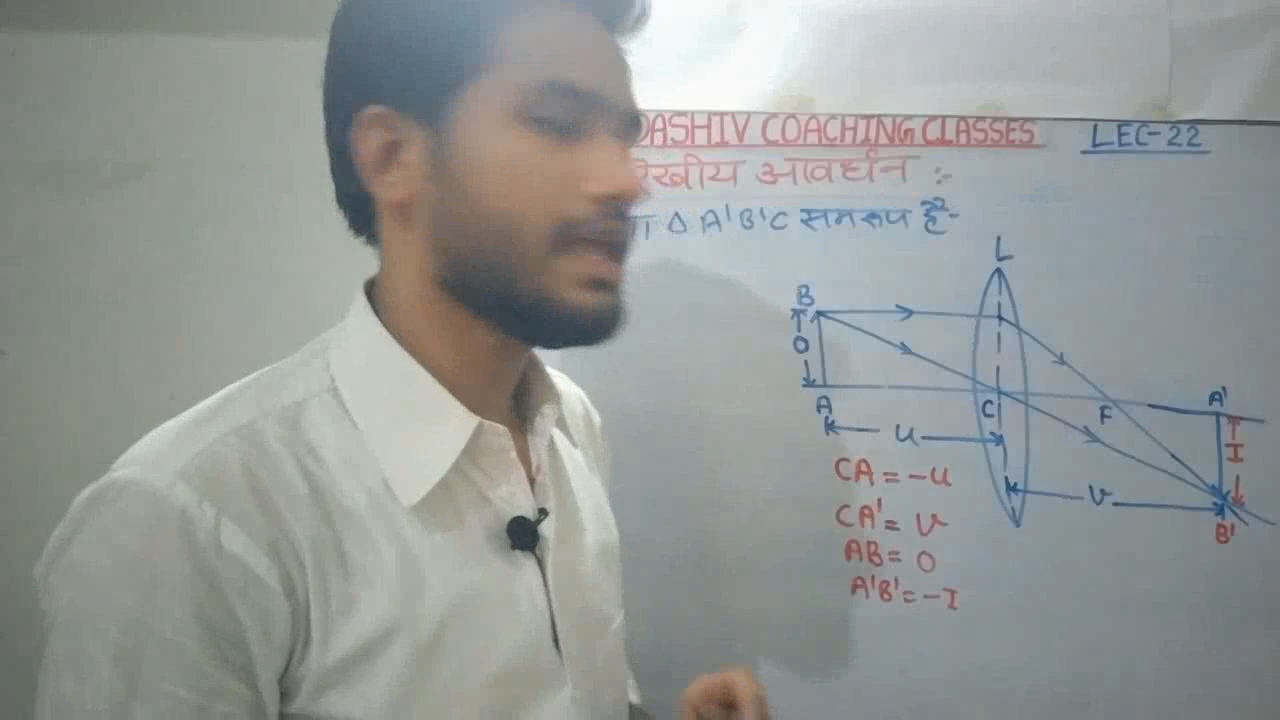 DASHIV COACHING CLASSES LEC-22
रेखीय आवर्धन :-
Δ A'B'C समरूप है-
L
B
O
A
C
F
A'
I
u
v
B'
CA = -u
CA' = v
AB = O
A'B' = -I